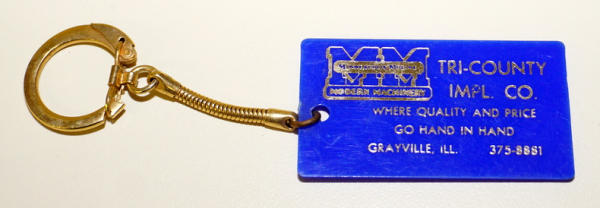 MM
MODERN MACHINERY
TRI-COUNTY
IMPL. CO.
WHERE QUALITY AND PRICE
GO HAND IN HAND
GRAYVILLE, ILL. 375-8881